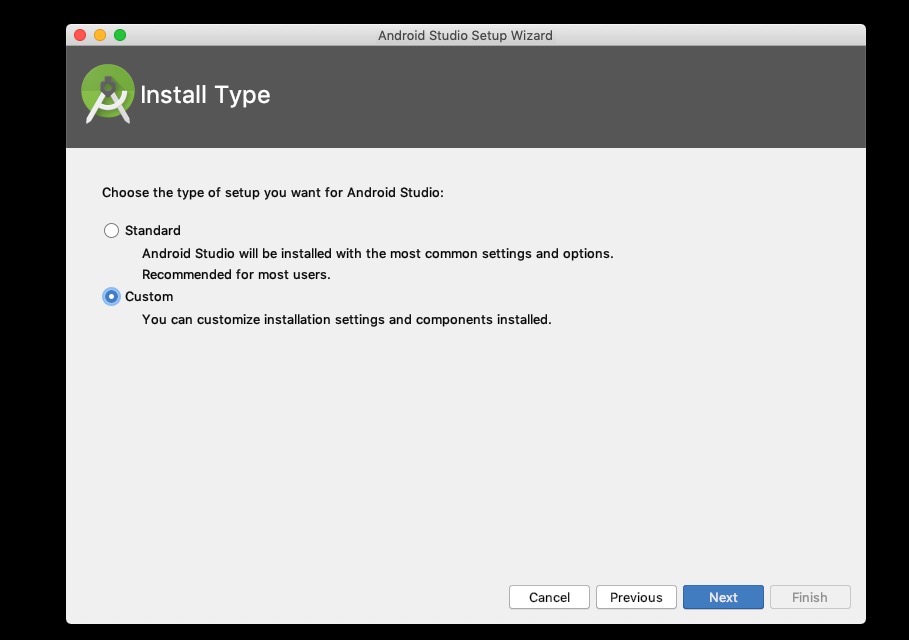 Android Studio Setup Wizard
Install Type
Choose the type of setup you want for Android Studio:
Standard
Android Studio will be installed with the most common settings and options.
Recommended for most users.
Custom
You can customize installation settings and components installed.
Cancel Previous Next Finish